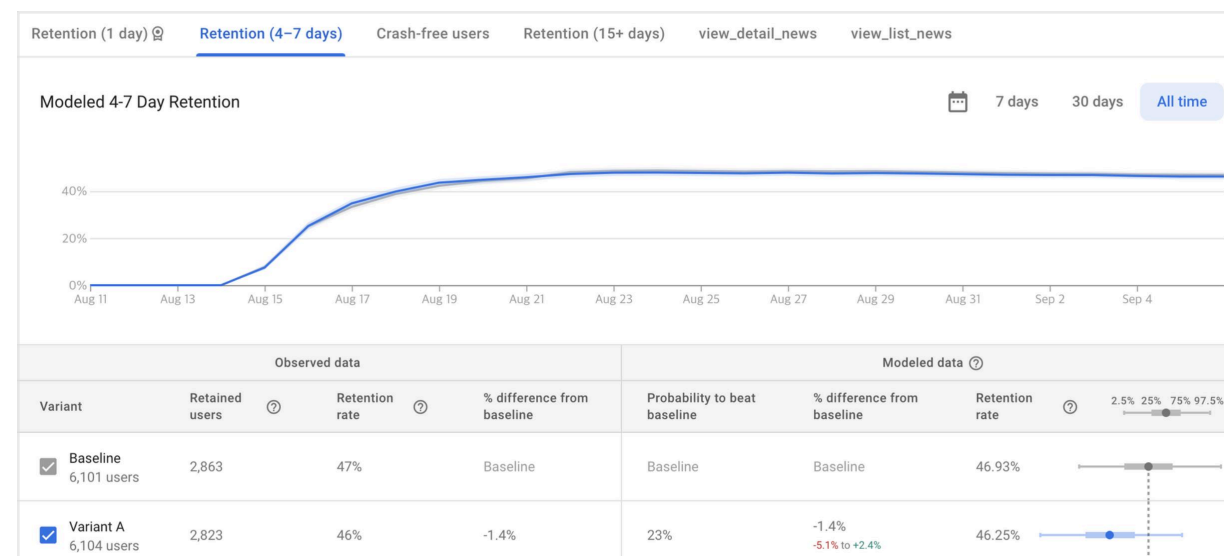 Retention (1 day) Retention (4–7 days) Crash-free users Retention (15+ days) view_detail_news view_list_news
Modeled 4-7 Day Retention 7 days 30 days All time
40%
20%
0%
Aug 11 Aug 13 Aug 15 Aug 17 Aug 19 Aug 21 Aug 23 Aug 25 Aug 27 Aug 29 Aug 31 Sep 2 Sep 4
Observed data Modeled data ?
Variant Retained users ? Retention rate ? % difference from baseline Probability to beat baseline % difference from baseline Retention rate ? 2.5% 25% 75% 97.5%
Baseline
6,101 users
2,863 47% Baseline Baseline Baseline 46.93%
Variant A
6,104 users
2,823 46% -1.4% 23% -1.4%
-5.1% to +2.4%
46.25%